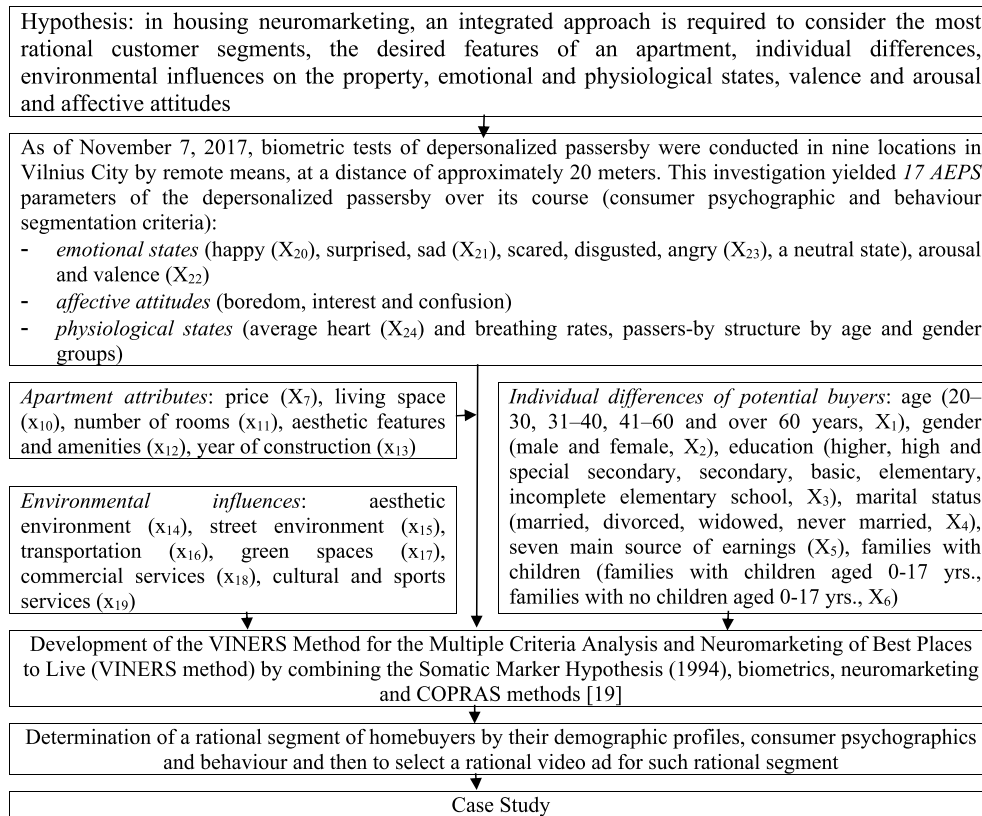 Hypothesis: in housing neuromarketing, an integrated approach is required to consider the most
rational customer segments, the desired features of an apartment, individual differences,
environmental influences on the property, emotional and physiological states, valence and arousal
and affective attitudes
As of November 7, 2017, biometric tests of depersonalized passersby were conducted in nine locations in
Vilnius City by remote means, at a distance of approximately 20 meters. This investigation yielded 17 AEPS
parameters of the depersonalized passersby over its course (consumer psychographic and behaviour
segmentation criteria):
- emotional states (happy (X20), surprised, sad (X21), scared, disgusted, angry (X23), a neutral state), arousal
and valence (X22)
- affective attitudes (boredom, interest and confusion)
- physiological states (average heart (X24) and breathing rates, passers-by structure by age and gender
groups)
Apartment attributes: price (X7), living space
(x10), number of rooms (x11), aesthetic features
and amenities (x12), year of construction (x13)
Environmental influences: aesthetic
environment (x14), street environment (x15),
transportation (x16), green spaces (x17),
commercial services (x18), cultural and sports
services (x19)
Individual differences of potential buyers: age (20–
30, 31–40, 41–60 and over 60 years, X1), gender
(male and female, X2), education (higher, high and
special secondary, secondary, basic, elementary,
incomplete elementary school, X3), marital status
(married, divorced, widowed, never married, X4),
seven main source of earnings (X5), families with
children (families with children aged 0-17 yrs.,
families with no children aged 0-17 yrs., X6)
Development of the VINERS Method for the Multiple Criteria Analysis and Neuromarketing of Best Places
to Live (VINERS method) by combining the Somatic Marker Hypothesis (1994), biometrics, neuromarketing
and COPRAS methods [19]
Determination of a rational segment of homebuyers by their demographic profiles, consumer psychographics
and behaviour and then to select a rational video ad for such rational segment
Case Study